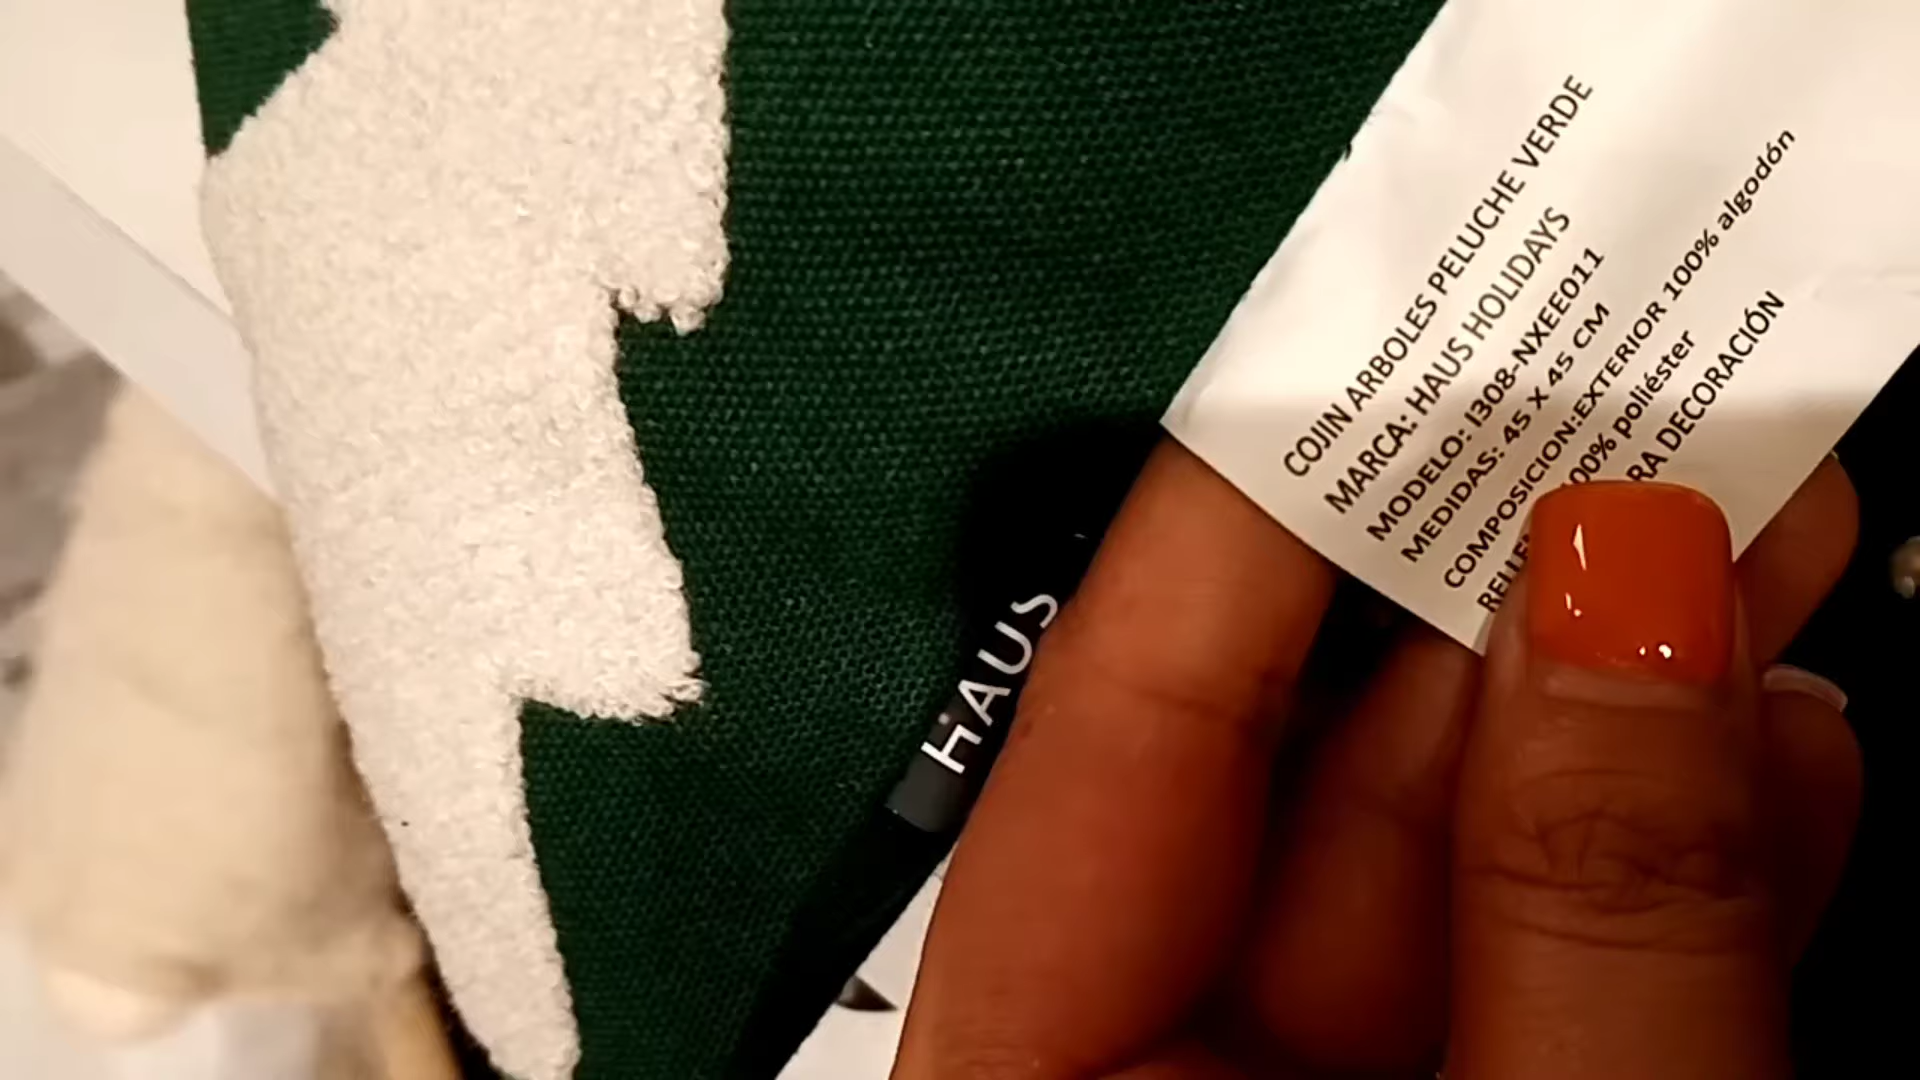 COJIN ARBOLES PELUCHE VERDE
MARCA: HAUS HOLIDAYS
MODELO: I308-NXEE011
MEDIDAS: 45 X 45 CM
COMPOSICION:EXTERIOR 100% algodón
poliéster
DECORACIÓN
HAUS